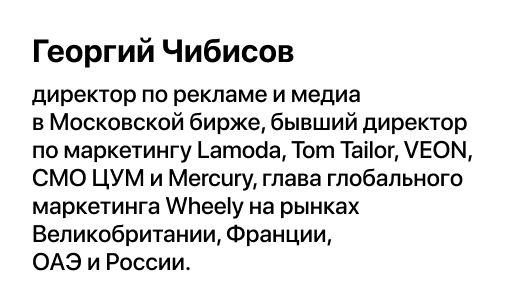 Георгий Чибисов
директор по рекламе и медиа
в Московской бирже, бывший директор
по маркетингу Lamoda, Tom Tailor, VEON,
CMO ЦУМ и Mercury, глава глобального
маркетинга Wheely на рынках
Великобритании, Франции,
ОАЭ и России.